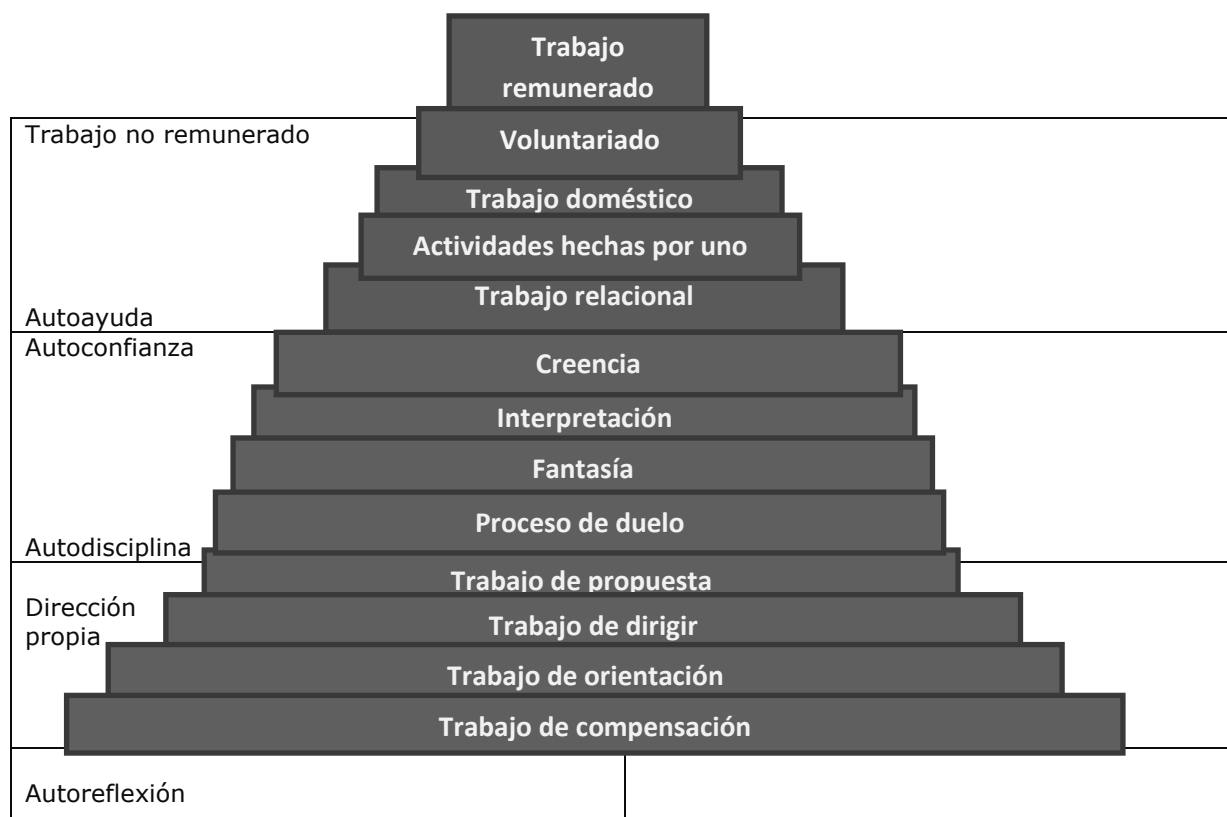 Trabajo
remunerado
Trabajo no remunerado
Voluntariado
Trabajo doméstico
Actividades hechas por uno
Trabajo relacional
Autoayuda
Autoconfianza
Creencia
Interpretación
Fantasía
Proceso de duelo
Autodisciplina
Trabajo de propuesta
Dirección
propia
Trabajo de dirigir
Trabajo de orientación
Trabajo de compensación
Autoreflexión